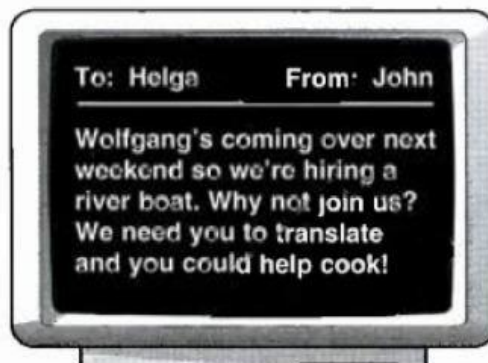 To: Helga From: John
Wolfgang's coming over next
weekend so we're hiring a
river boat. Why not join us?
We need you to translate
and you could help cook!